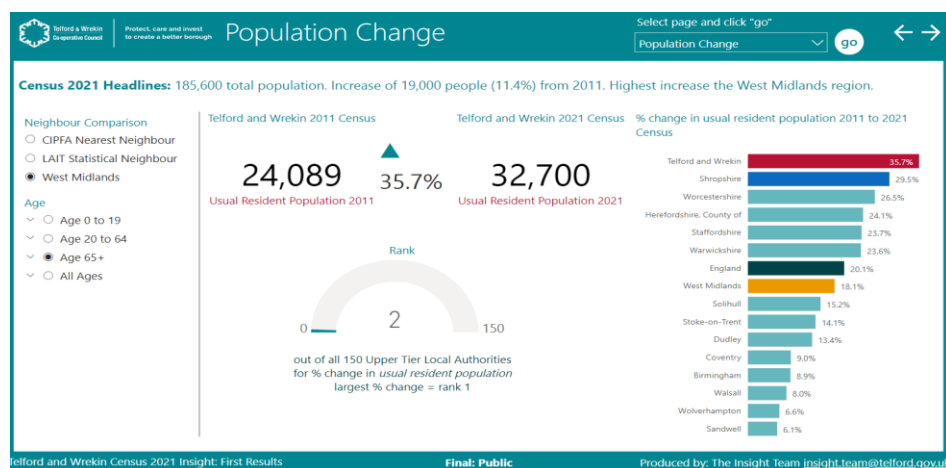 Telford & Wrekin
Co-operative Council
Protect, care and invest
to create a better borough
Population Change
Select page and click "go"
Population Change
go
Census 2021 Headlines: 185,600 total population. Increase of 19,000 people (11.4%) from 2011. Highest increase the West Midlands region.
Neighbour Comparison
CIPFA Nearest Neighbour
LAIT Statistical Neighbour
West Midlands
Age
Age 0 to 19
Age 20 to 64
Age 65+
All Ages
Telford and Wrekin 2011 Census
24,089
Usual Resident Population 2011
35.7%
Telford and Wrekin 2021 Census
32,700
Usual Resident Population 2021
Rank
0
2
150
out of all 150 Upper Tier Local Authorities
for % change in usual resident population
largest % change = rank 1
% change in usual resident population 2011 to 2021
Census
Telford and Wrekin 35.7%
Shropshire 29.5%
Worcestershire 26.5%
Herefordshire, County of 24.1%
Staffordshire 23.7%
Warwickshire 23.6%
England 20.1%
West Midlands 18.1%
Solihull 15.2%
Stoke-on-Trent 14.1%
Dudley 13.4%
Coventry 9.0%
Birmingham 8.9%
Walsall 8.0%
Wolverhampton 6.6%
Sandwell 6.1%
Telford and Wrekin Census 2021 Insight: First Results
Final: Public
Produced by: The Insight Team insight.team@telford.gov.u